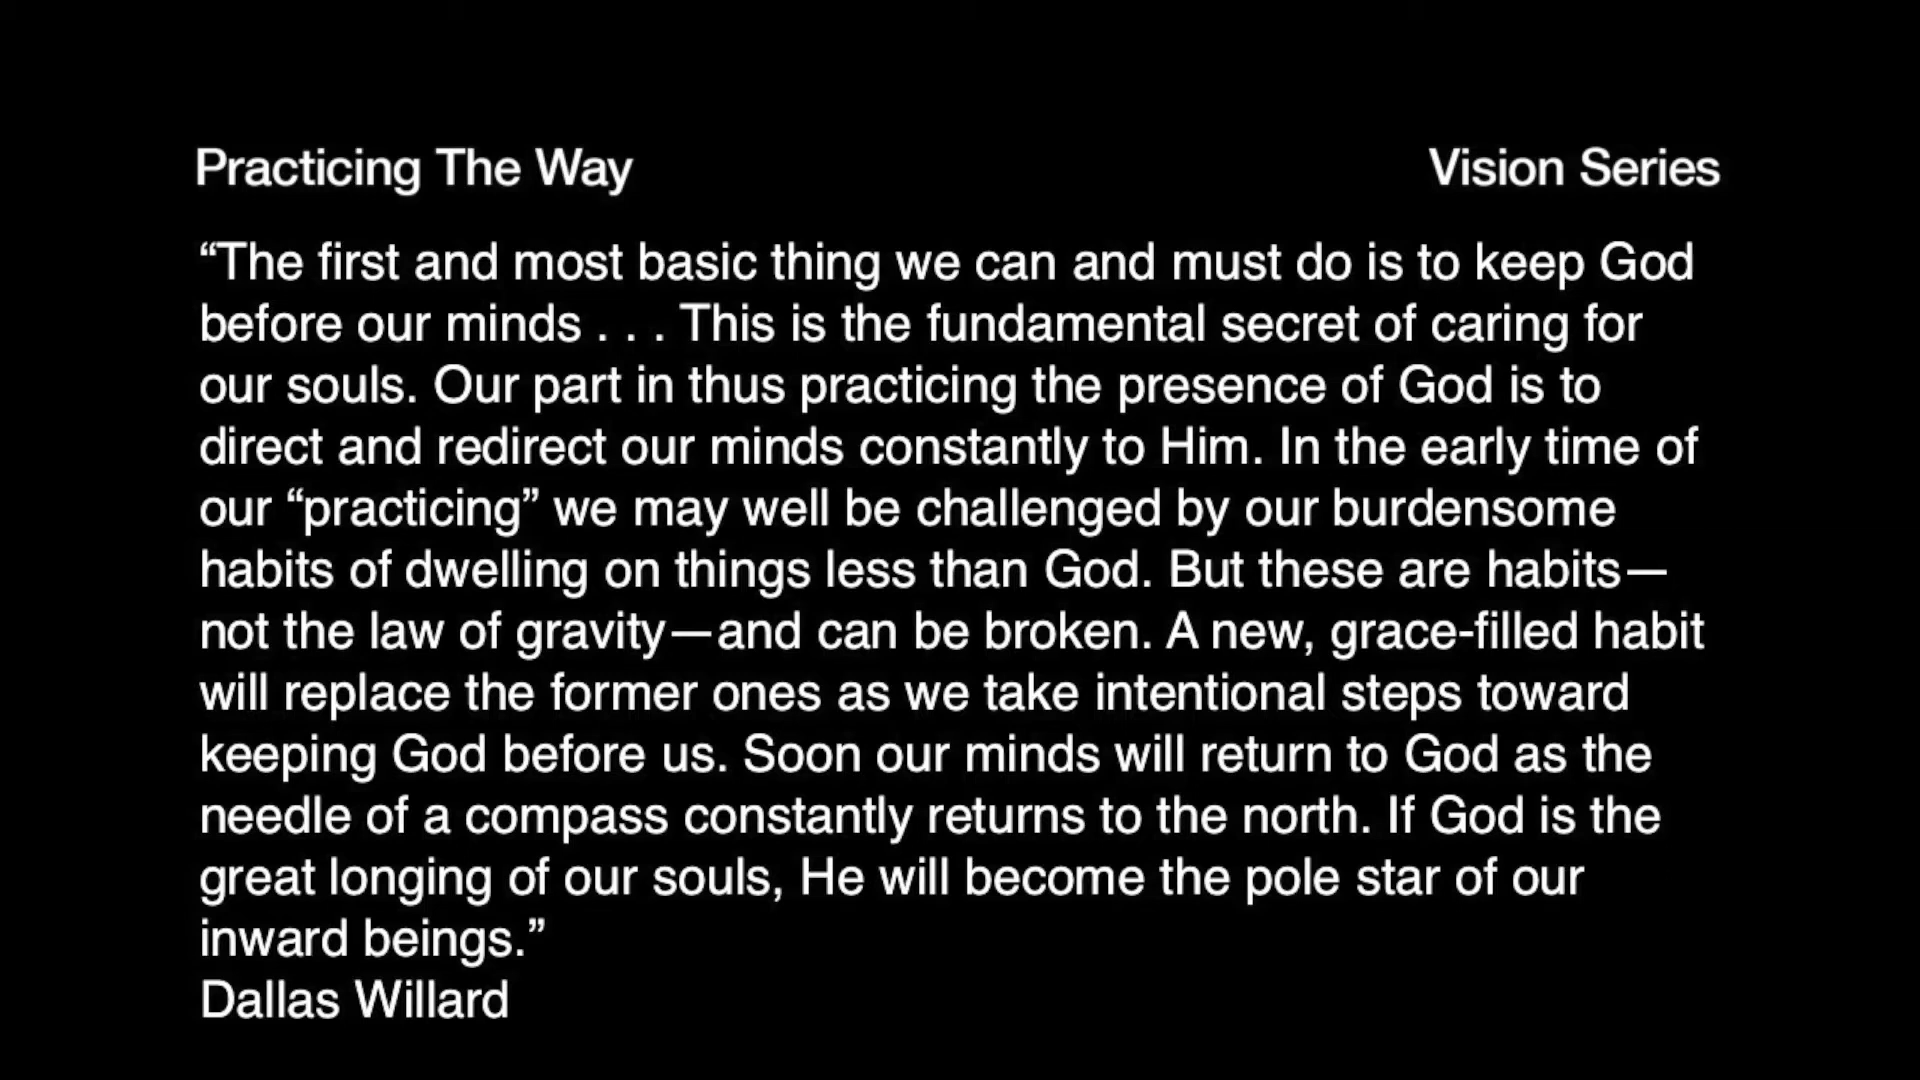 Practicing The Way
Vision Series
“The first and most basic thing we can and must do is to keep God
before our minds . . . This is the fundamental secret of caring for
our souls. Our part in thus practicing the presence of God is to
direct and redirect our minds constantly to Him. In the early time of
our “practicing” we may well be challenged by our burdensome
habits of dwelling on things less than God. But these are habits—
not the law of gravity—and can be broken. A new, grace-filled habit
will replace the former ones as we take intentional steps toward
keeping God before us. Soon our minds will return to God as the
needle of a compass constantly returns to the north. If God is the
great longing of our souls, He will become the pole star of our
inward beings.”
Dallas Willard